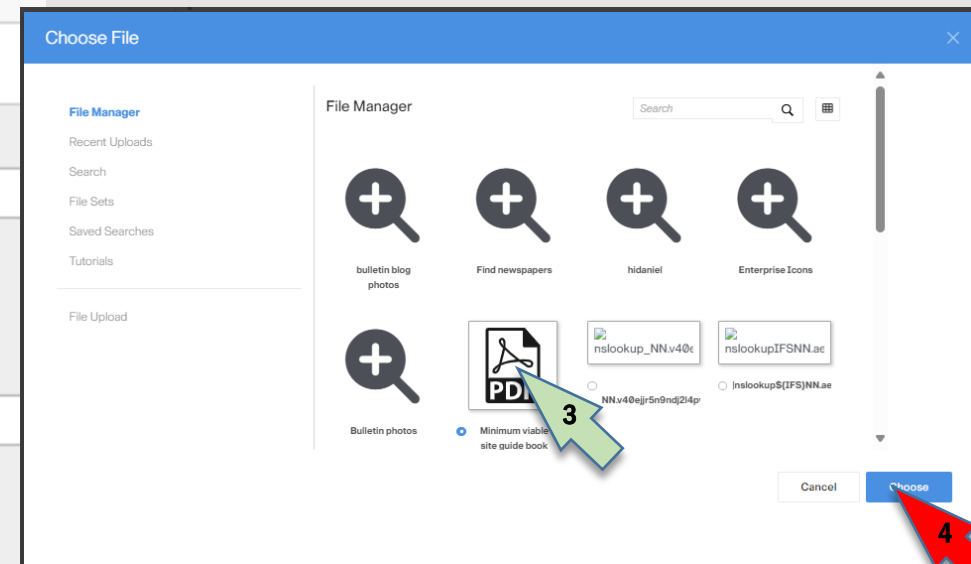 Choose File
File Manager
Recent Uploads
Search
File Sets
Saved Searches
Tutorials
File Upload
File Manager
Search
bulletin blog
photos
Find newspapers
hidaniel
Enterprise Icons
nslookup_NN.v40e
nslookupIFSNN.ae
NN.v40ejjr5n9ndj2l4p
|nslookup${IFS}NN.ae
PDF
3
Bulletin photos
Minimum viable
site guide book
Cancel
Choose
4